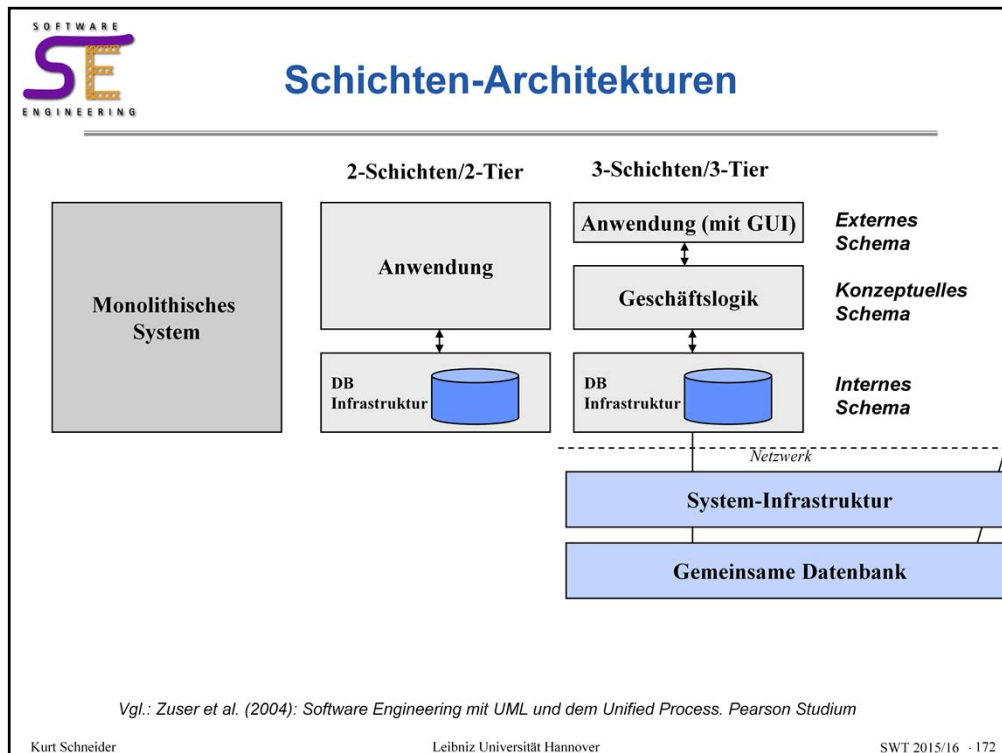 SOFTWARE
SE
ENGINEERING
Schichten-Architekturen
2-Schichten/2-Tier
3-Schichten/3-Tier
Monolithisches
System
Anwendung
DB
Infrastruktur
Anwendung (mit GUI)
Geschäftslogik
DB
Infrastruktur
Externes
Schema
Konzeptuelles
Schema
Internes
Schema
Netzwerk
System-Infrastruktur
Gemeinsame Datenbank
Vgl.: Zuser et al. (2004): Software Engineering mit UML und dem Unified Process. Pearson Studium
Kurt Schneider
Leibniz Universität Hannover
SWT 2015/16 · 172